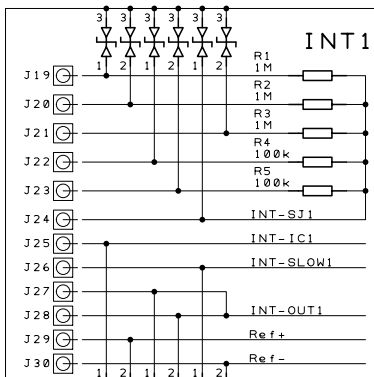 3 3 3 3 3 3
INT1
1 2 1 2 1 2
R1
J19 1M
R2
J20 1M
R3
J21 1M
R4
J22 100k
R5
J23 100k
J24 INT-SJ1
J25 INT-IC1
J26 INT-SLOW1
J27
J28 INT-OUT1
J29 Ref+
J30 Ref-
1 2 1 2 1 2